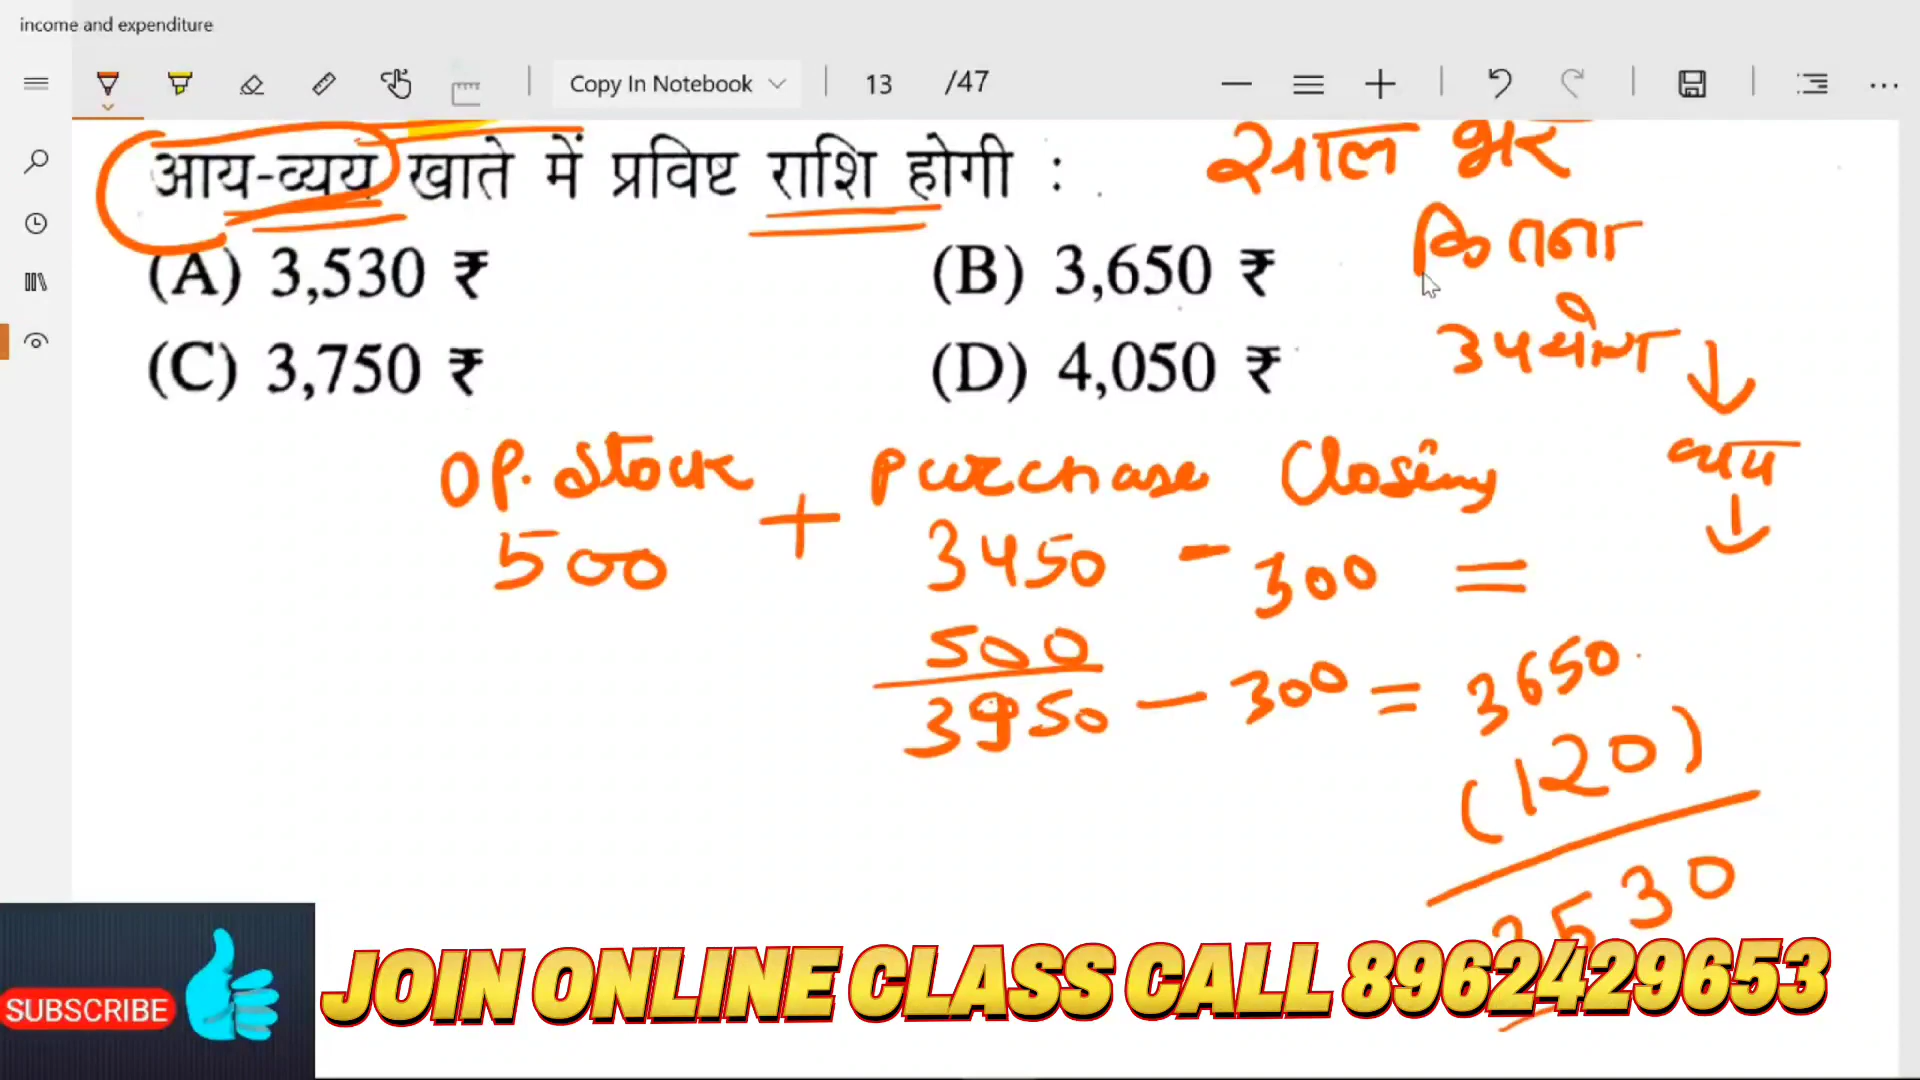 income and expenditure
Copy In Notebook 13 /47
आय-व्यय खाते में प्रविष्ट राशि होगी :
(A) 3,530 ₹ (B) 3,650 ₹
(C) 3,750 ₹ (D) 4,050 ₹
साल भर
कितना
उपयोग
व्यय
OP. Stock + Purchase Closing
500 3450 - 300 =
500
3950 - 300 = 3650
(120)
3530
SUBSCRIBE
JOIN ONLINE CLASS CALL 8962429653